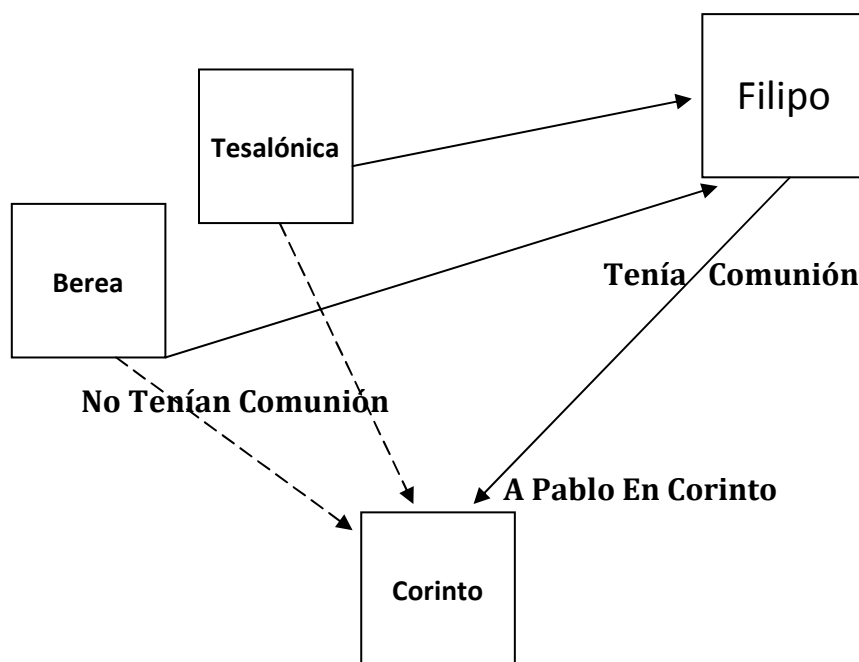 Filipo
Tesalónica
Berea
Tenía Comunión
No Tenían Comunión
A Pablo En Corinto
Corinto